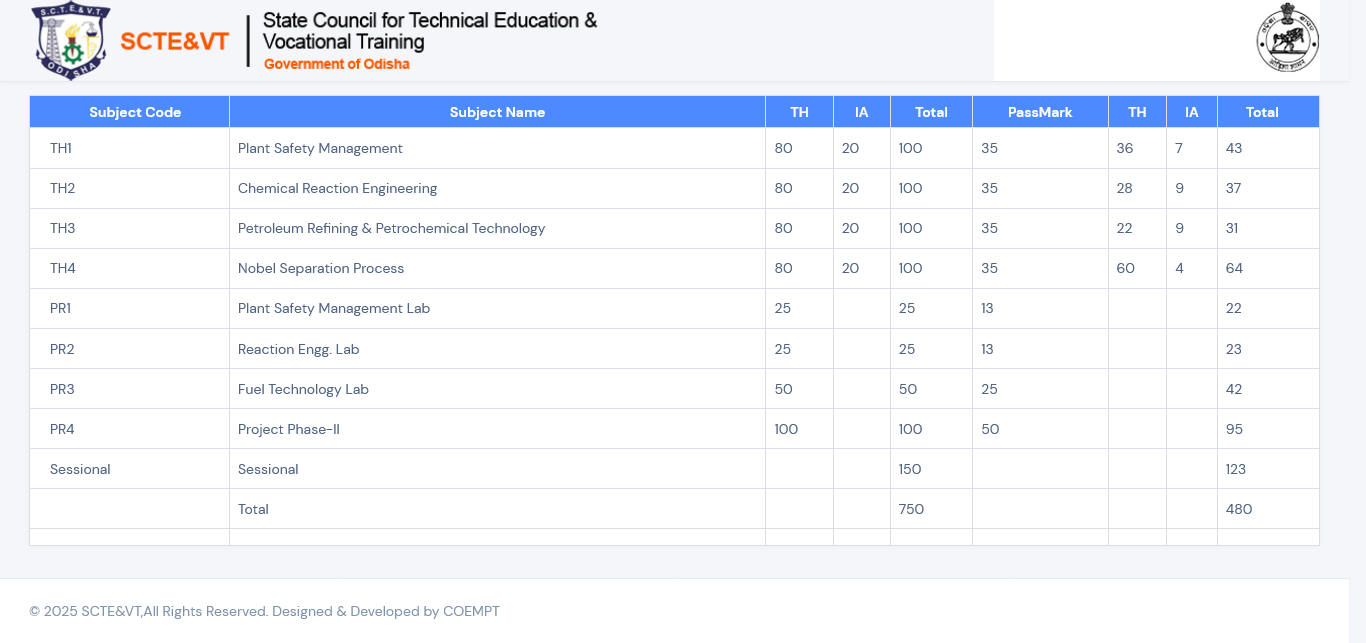 S.C.T.E.&V.T.
ODISHA
SCTE&VT
State Council for Technical Education &
Vocational Training
Government of Odisha
Subject Code Subject Name TH IA Total PassMark TH IA Total
TH1 Plant Safety Management 80 20 100 35 36 7 43
TH2 Chemical Reaction Engineering 80 20 100 35 28 9 37
TH3 Petroleum Refining & Petrochemical Technology 80 20 100 35 22 9 31
TH4 Nobel Separation Process 80 20 100 35 60 4 64
PR1 Plant Safety Management Lab 25 25 13 22
PR2 Reaction Engg. Lab 25 25 13 23
PR3 Fuel Technology Lab 50 50 25 42
PR4 Project Phase-II 100 100 50 95
Sessional Sessional 150 123
Total 750 480
© 2025 SCTE&VT,All Rights Reserved. Designed & Developed by COEMPT